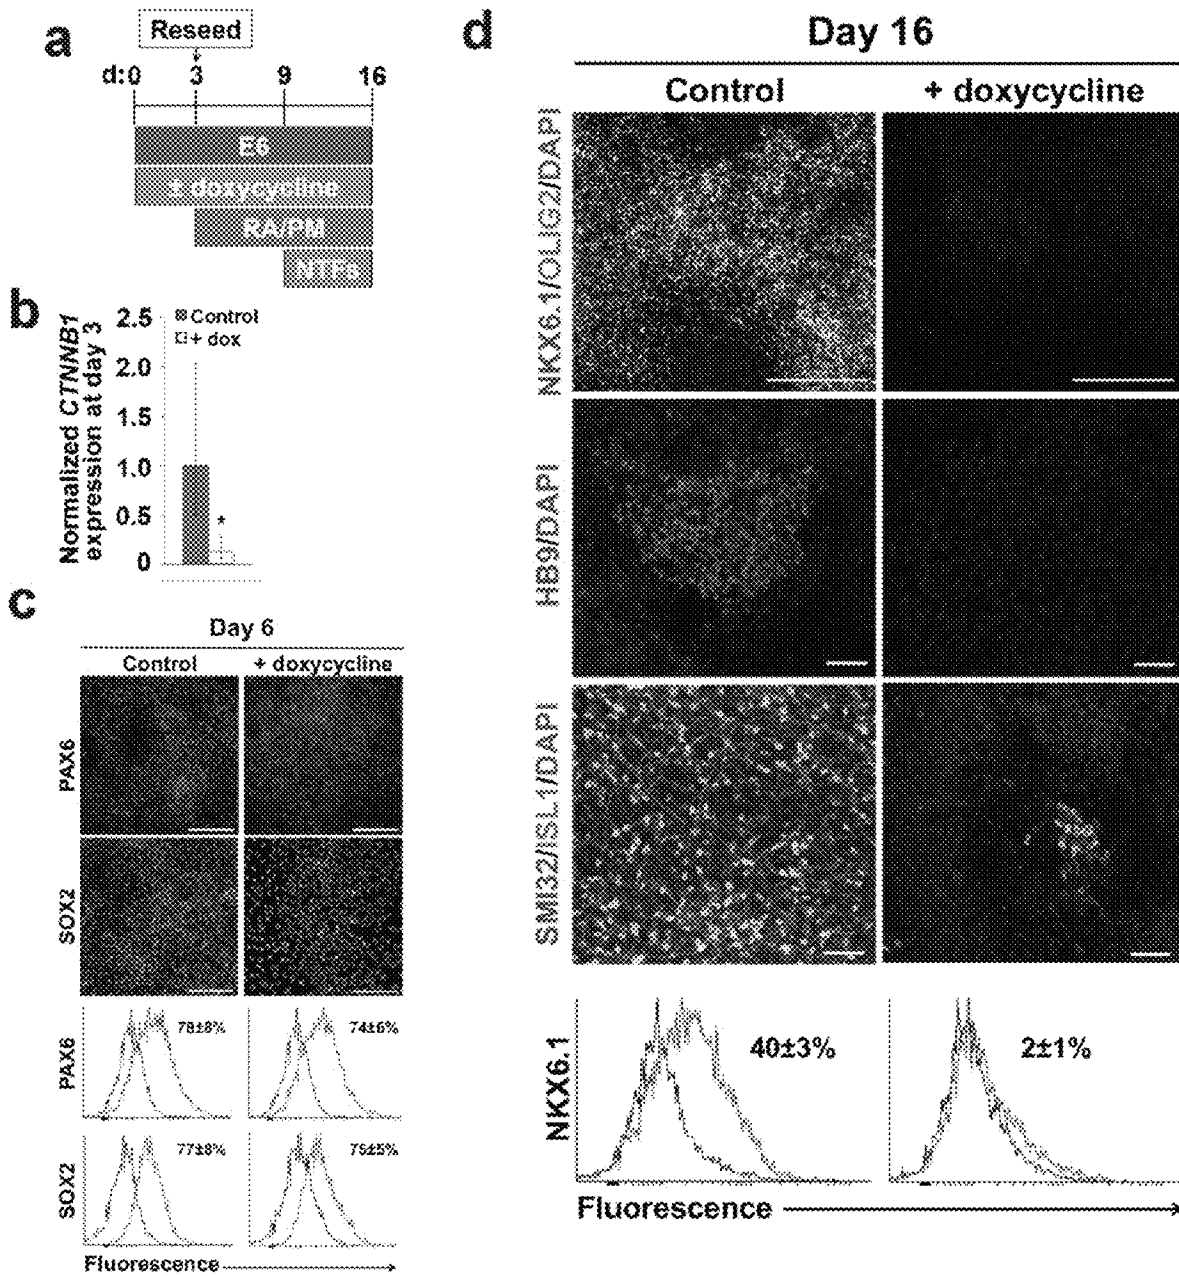 a
Reseed
d:0 3 9 16
E6
± doxycycline
RA/PM
NTFs
b
Normalized CTNNB1
expression at day 3
2.5
2.0
1.5
1.0
0.5
0
Control
+ dox
*
c
Day 6
Control + doxycycline
PAX6
SOX2
PAX6
78±8% 74±6%
SOX2
77±8% 75±5%
Fluorescence
d
Day 16
Control + doxycycline
NKX6.1/OLIG2/DAPI
HB9/DAPI
SMI32/ISL1/DAPI
NKX6.1
40±3% 2±1%
Fluorescence